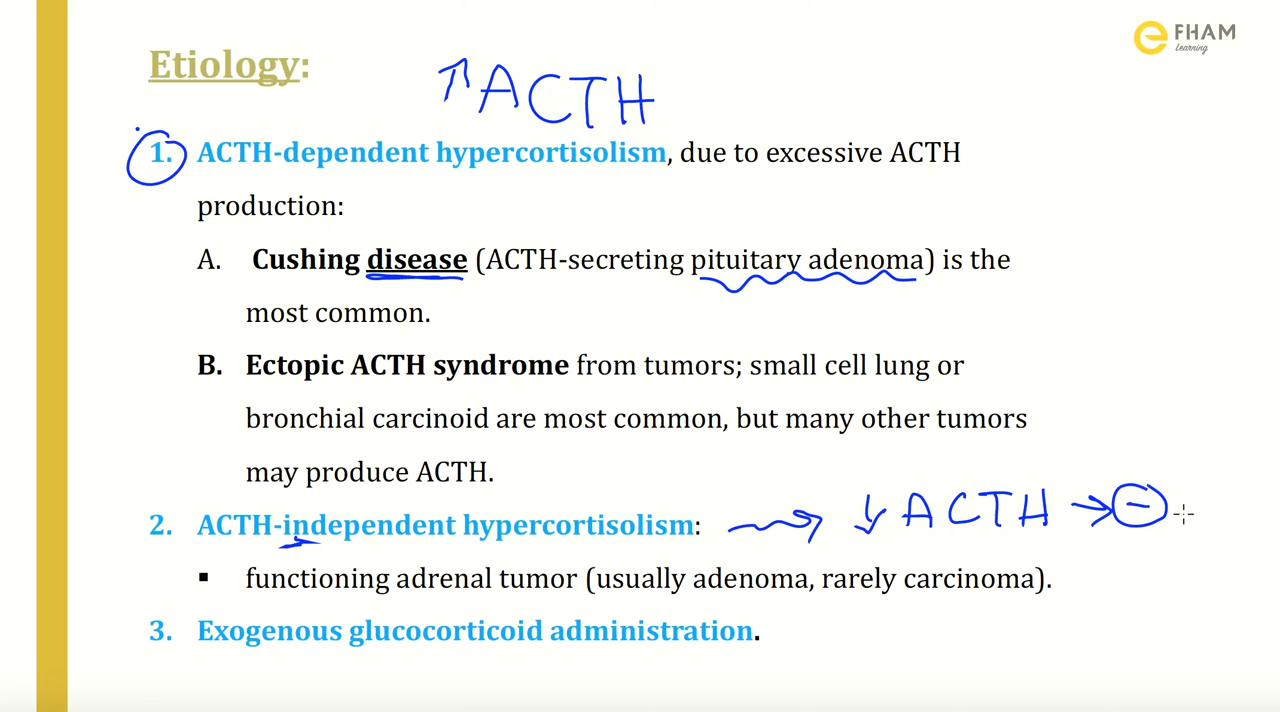 eFHAM
Learning
Etiology:
↑ACTH
1. ACTH-dependent hypercortisolism, due to excessive ACTH
production:
A. Cushing disease (ACTH-secreting pituitary adenoma) is the
most common.
B. Ectopic ACTH syndrome from tumors; small cell lung or
bronchial carcinoid are most common, but many other tumors
may produce ACTH.
2. ACTH-independent hypercortisolism: → ↓ ACTH → ⊖
▪ functioning adrenal tumor (usually adenoma, rarely carcinoma).
3. Exogenous glucocorticoid administration.